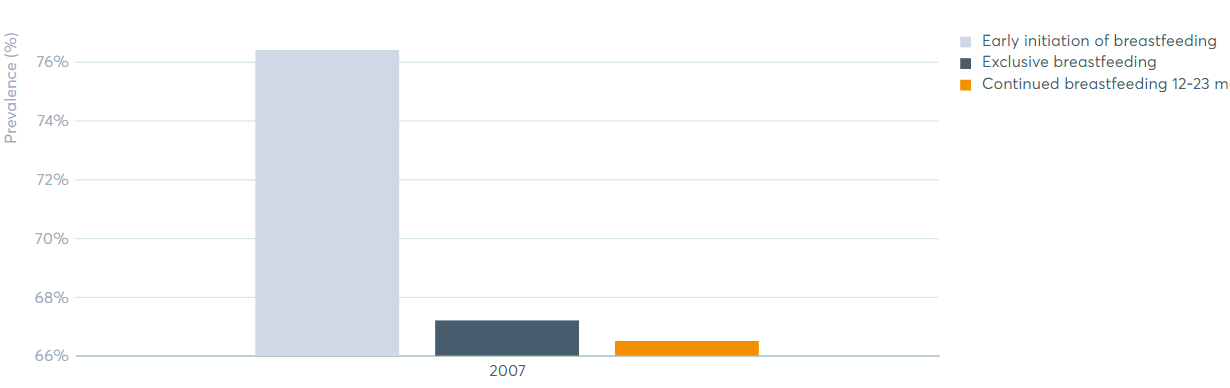 Prevalence (%)
76%
74%
72%
70%
68%
66%
2007
Early initiation of breastfeeding
Exclusive breastfeeding
Continued breastfeeding 12-23 m